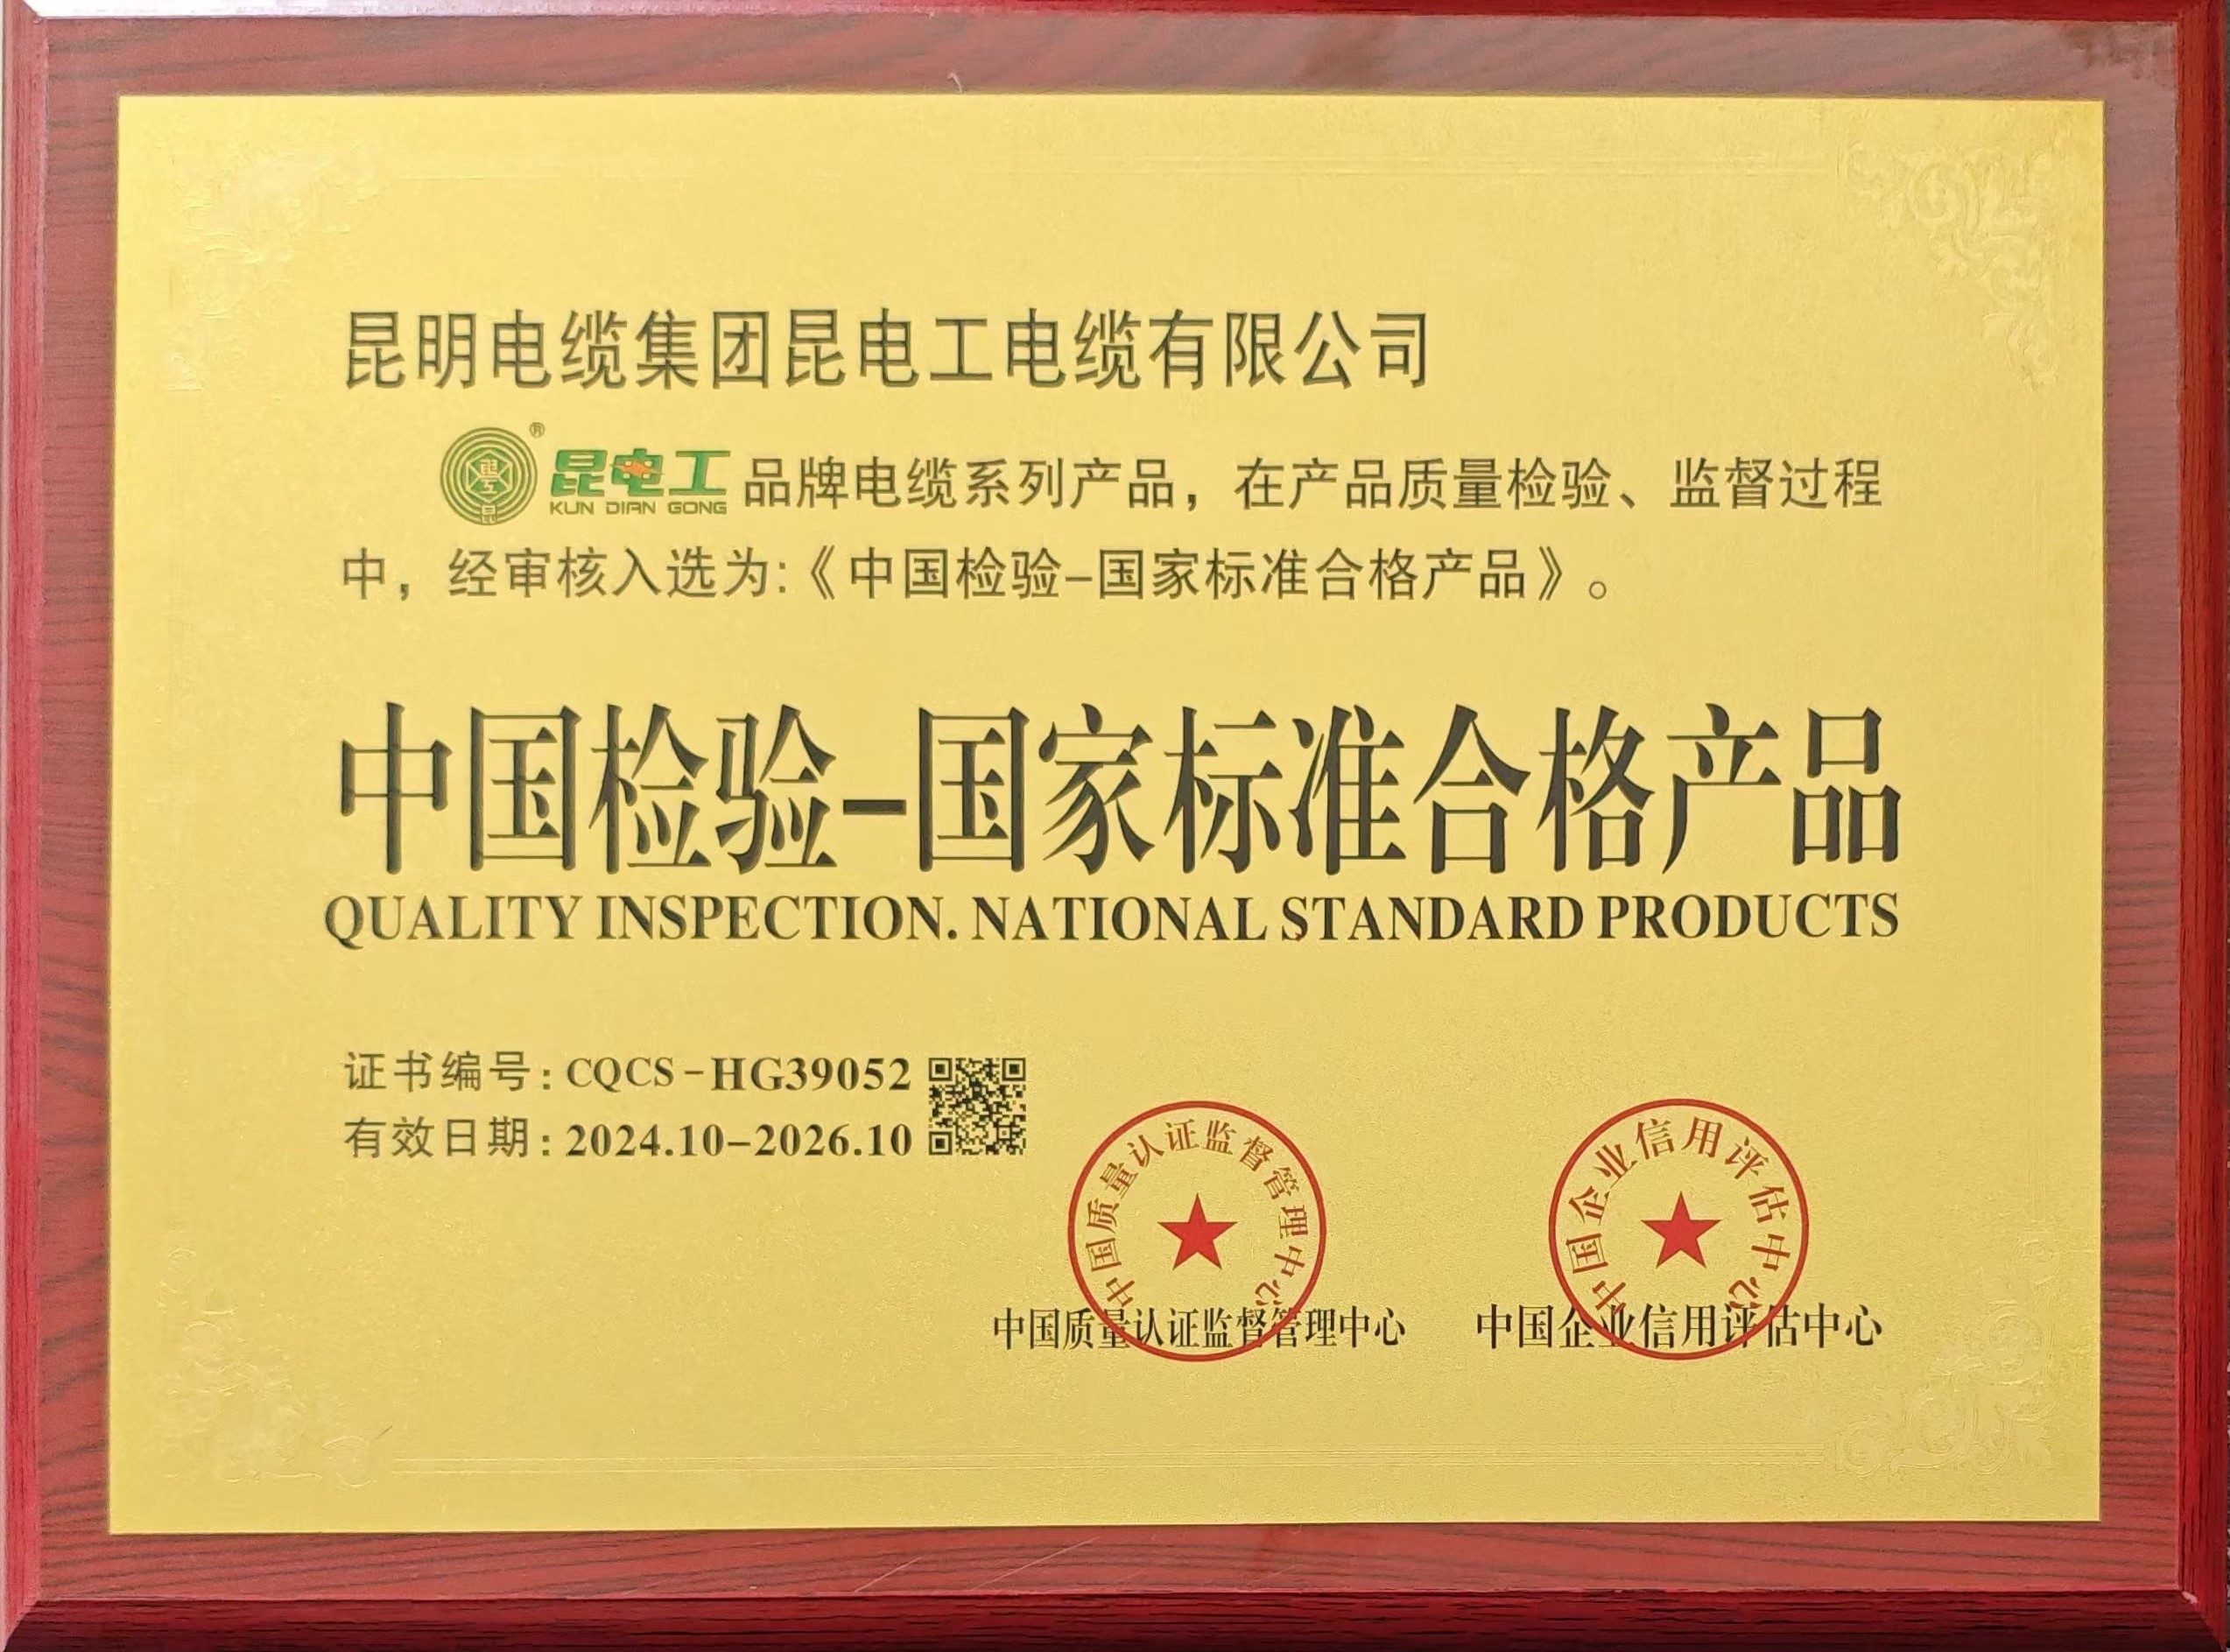 昆明电缆集团昆电工电缆有限公司
® 昆电工 品牌电缆系列产品，在产品质量检验、监督过程
KUN DIAN GONG
中，经审核入选为:《中国检验-国家标准合格产品》。
中国检验-国家标准合格产品
QUALITY INSPECTION. NATIONAL STANDARD PRODUCTS
证书编号: CQCS-HG39052
有效日期: 2024.10-2026.10
中国质量认证监督管理中心
中国企业信用评估中心
中国质量认证监督管理中心 中国企业信用评估中心